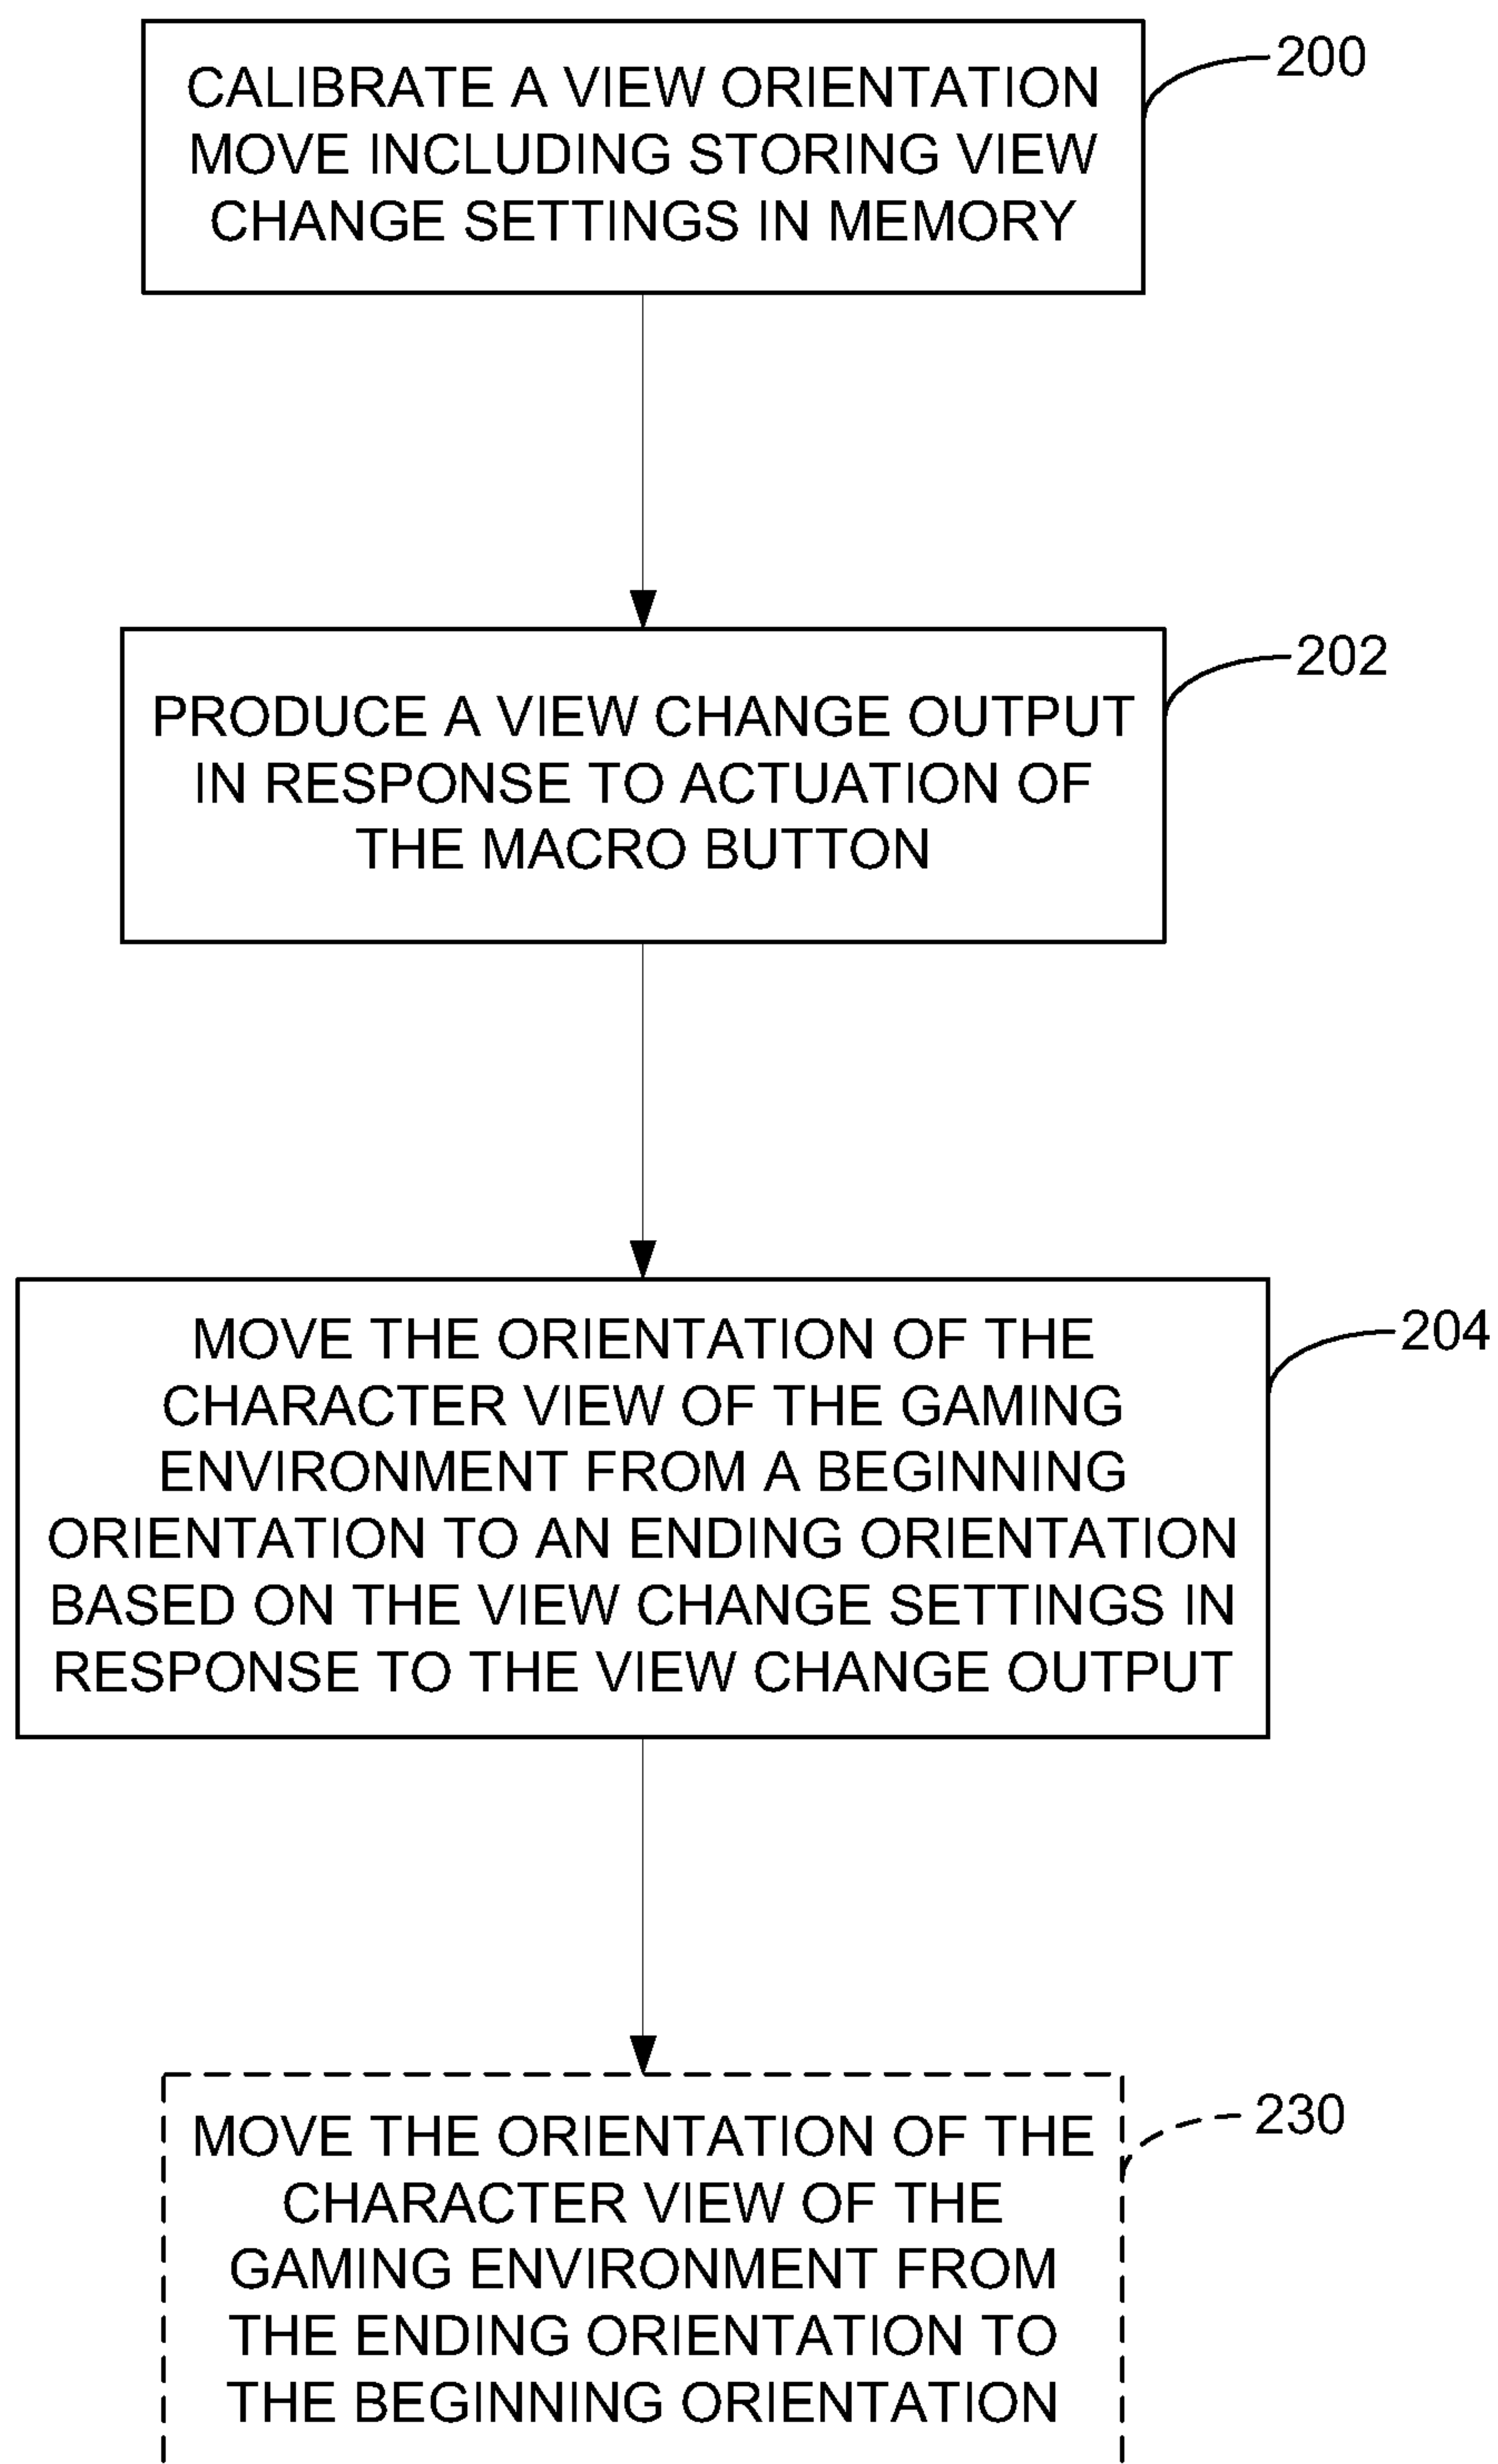 CALIBRATE A VIEW ORIENTATION
MOVE INCLUDING STORING VIEW
CHANGE SETTINGS IN MEMORY
200
PRODUCE A VIEW CHANGE OUTPUT
IN RESPONSE TO ACTUATION OF
THE MACRO BUTTON
202
MOVE THE ORIENTATION OF THE
CHARACTER VIEW OF THE GAMING
ENVIRONMENT FROM A BEGINNING
ORIENTATION TO AN ENDING ORIENTATION
BASED ON THE VIEW CHANGE SETTINGS IN
RESPONSE TO THE VIEW CHANGE OUTPUT
204
MOVE THE ORIENTATION OF THE
CHARACTER VIEW OF THE
GAMING ENVIRONMENT FROM
THE ENDING ORIENTATION TO
THE BEGINNING ORIENTATION
230